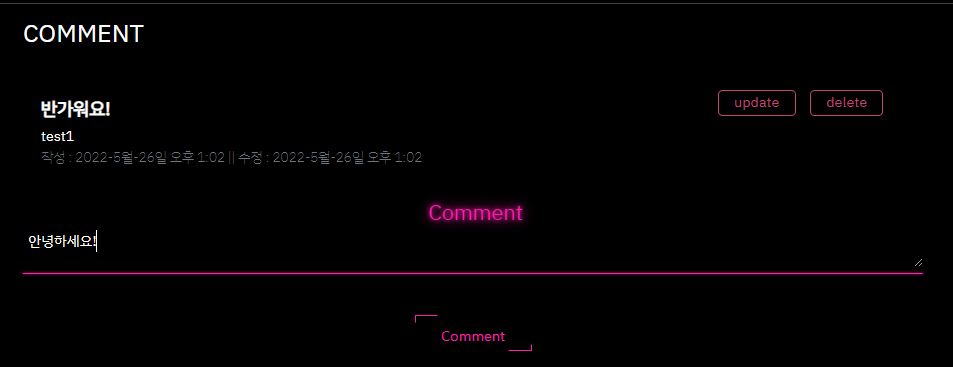 COMMENT
반가워요! update delete
test1
작성 : 2022-5월-26일 오후 1:02 || 수정 : 2022-5월-26일 오후 1:02
Comment
안녕하세요!
Comment